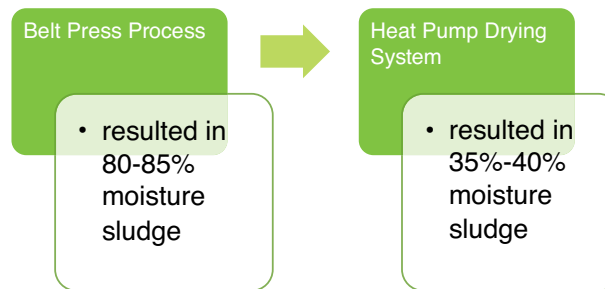 Belt Press Process
• resulted in
80-85%
moisture
sludge
Heat Pump Drying
System
• resulted in
35%-40%
moisture
sludge